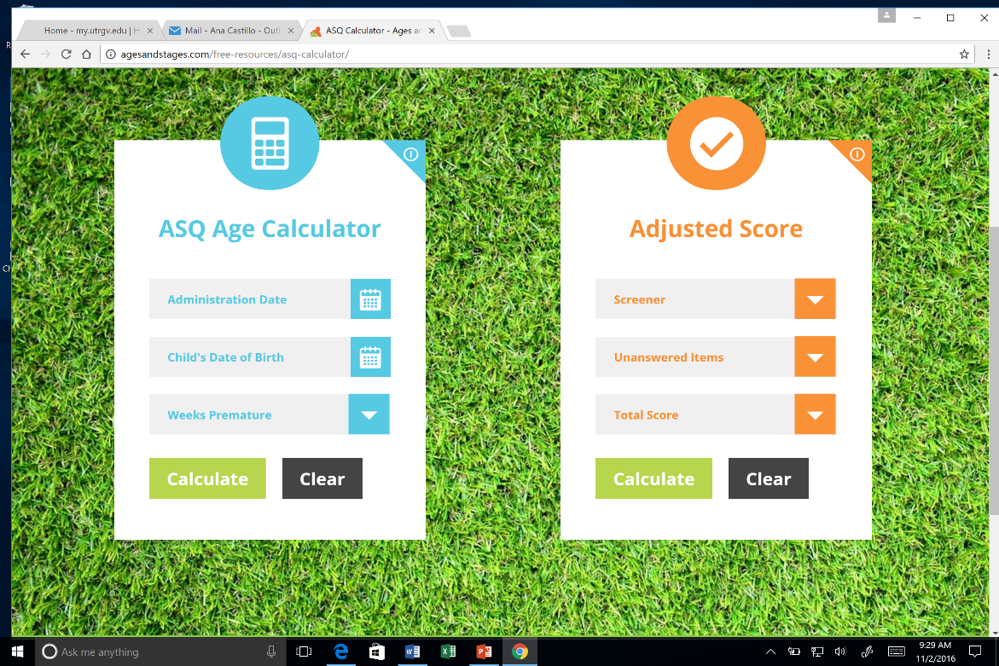 Home - my.utrgv.edu | H
Mail - Ana Castillo - Outl
ASQ Calculator - Ages an
agesandstages.com/free-resources/asq-calculator/
R
Ch
ASQ Age Calculator
Administration Date
Child's Date of Birth
Weeks Premature
Calculate
Clear
Adjusted Score
Screener
Unanswered Items
Total Score
Calculate
Clear
Ask me anything
9:29 AM
11/2/2016